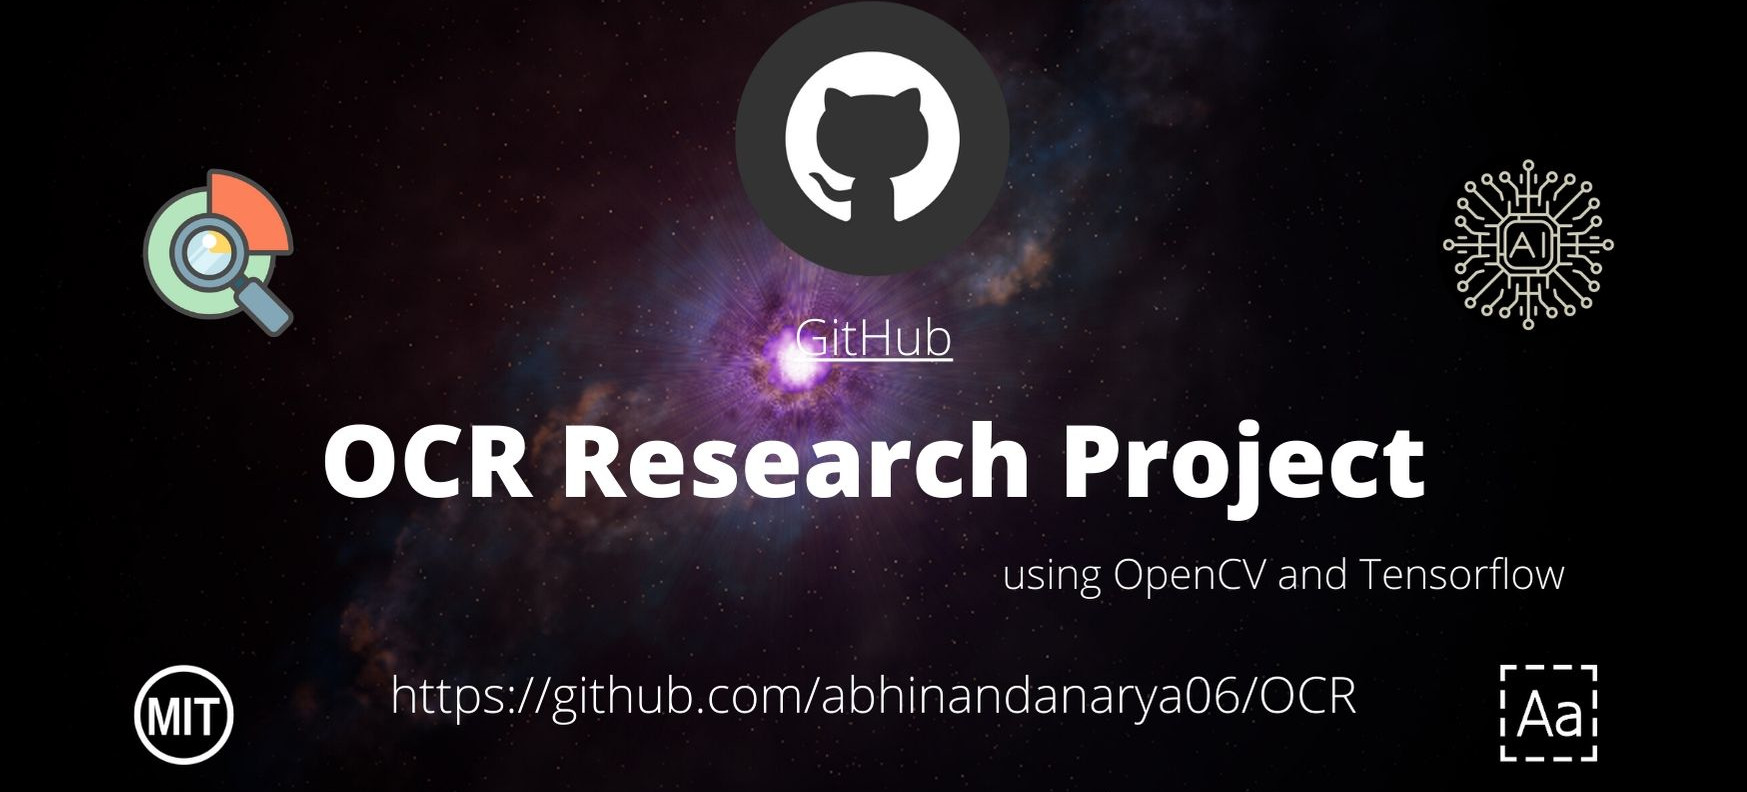 AI
GitHub
OCR Research Project
using OpenCV and Tensorflow
MIT
https://github.com/abhinandanarya06/OCR
Aa